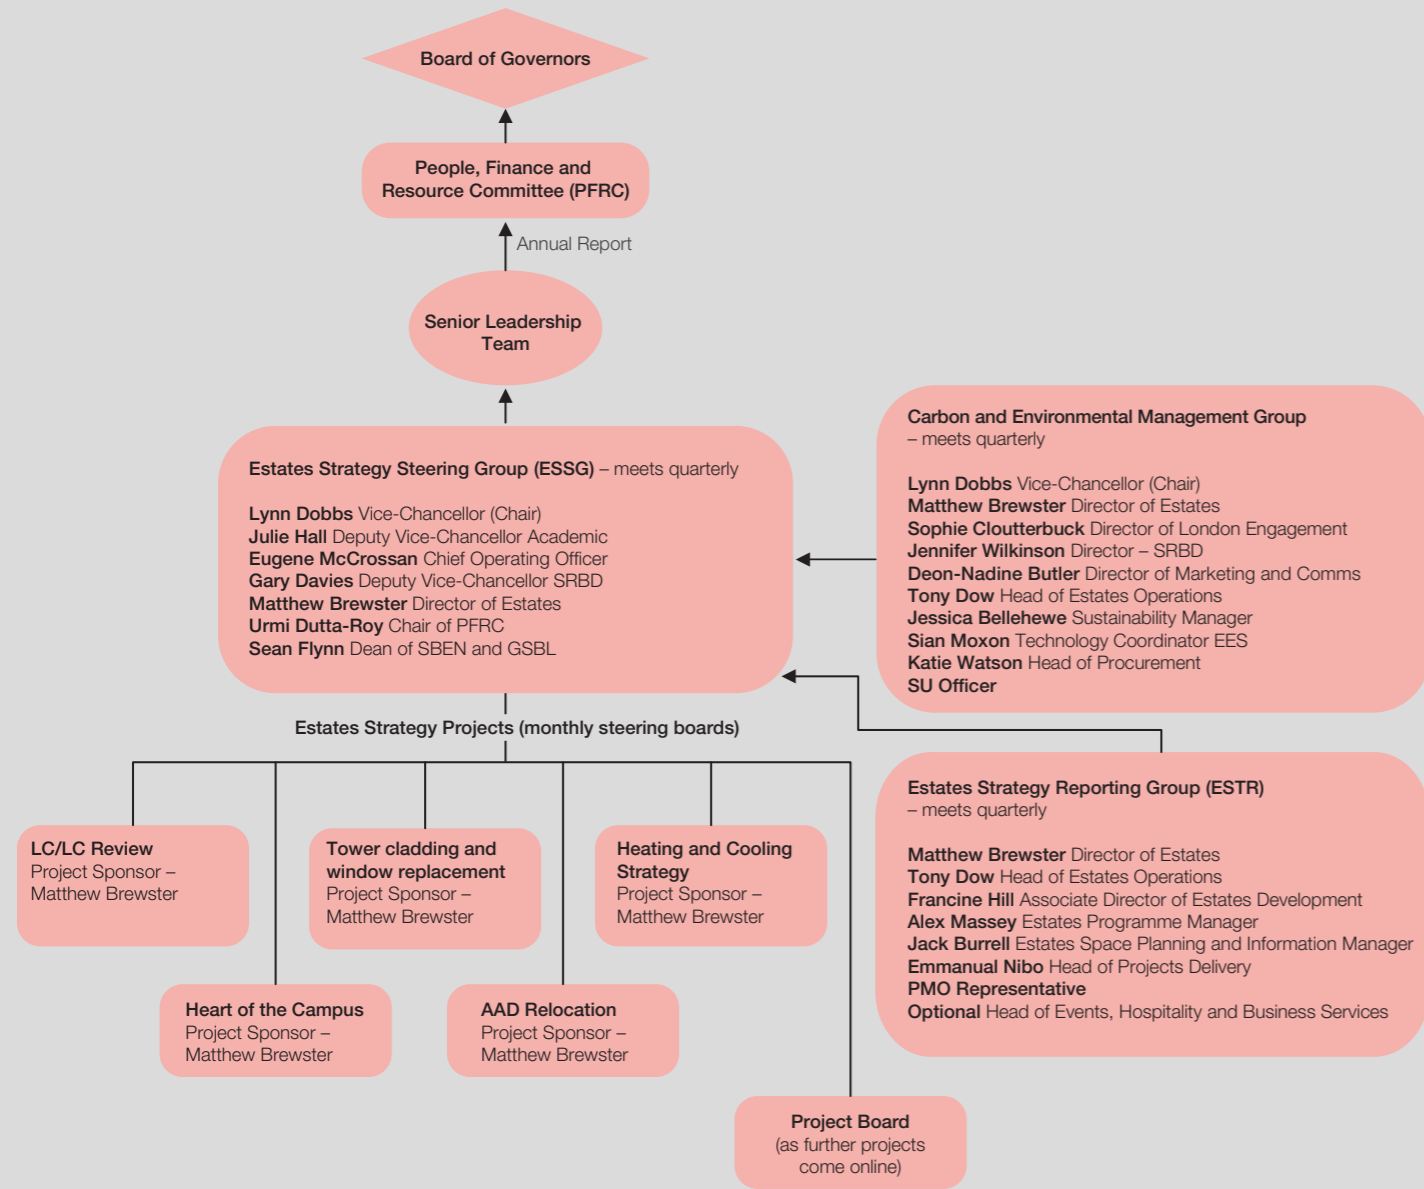 Board of Governors
People, Finance and
Resource Committee (PFRC)
Annual Report
Senior Leadership
Team
Estates Strategy Steering Group (ESSG) – meets quarterly
Lynn Dobbs Vice-Chancellor (Chair)
Julie Hall Deputy Vice-Chancellor Academic
Eugene McCrossan Chief Operating Officer
Gary Davies Deputy Vice-Chancellor SRBD
Matthew Brewster Director of Estates
Urmi Dutta-Roy Chair of PFRC
Sean Flynn Dean of SBEN and GSBL
Carbon and Environmental Management Group
– meets quarterly
Lynn Dobbs Vice-Chancellor (Chair)
Matthew Brewster Director of Estates
Sophie Cloutterbuck Director of London Engagement
Jennifer Wilkinson Director – SRBD
Deon-Nadine Butler Director of Marketing and Comms
Tony Dow Head of Estates Operations
Jessica Bellehewe Sustainability Manager
Sian Moxon Technology Coordinator EES
Katie Watson Head of Procurement
SU Officer
Estates Strategy Projects (monthly steering boards)
Estates Strategy Reporting Group (ESTR)
– meets quarterly
Matthew Brewster Director of Estates
Tony Dow Head of Estates Operations
Francine Hill Associate Director of Estates Development
Alex Massey Estates Programme Manager
Jack Burrell Estates Space Planning and Information Manager
Emmanual Nibo Head of Projects Delivery
PMO Representative
Optional Head of Events, Hospitality and Business Services
LC/LC Review
Project Sponsor –
Matthew Brewster
Tower cladding and
window replacement
Project Sponsor –
Matthew Brewster
Heating and Cooling
Strategy
Project Sponsor –
Matthew Brewster
Heart of the Campus
Project Sponsor –
Matthew Brewster
AAD Relocation
Project Sponsor –
Matthew Brewster
Project Board
(as further projects
come online)